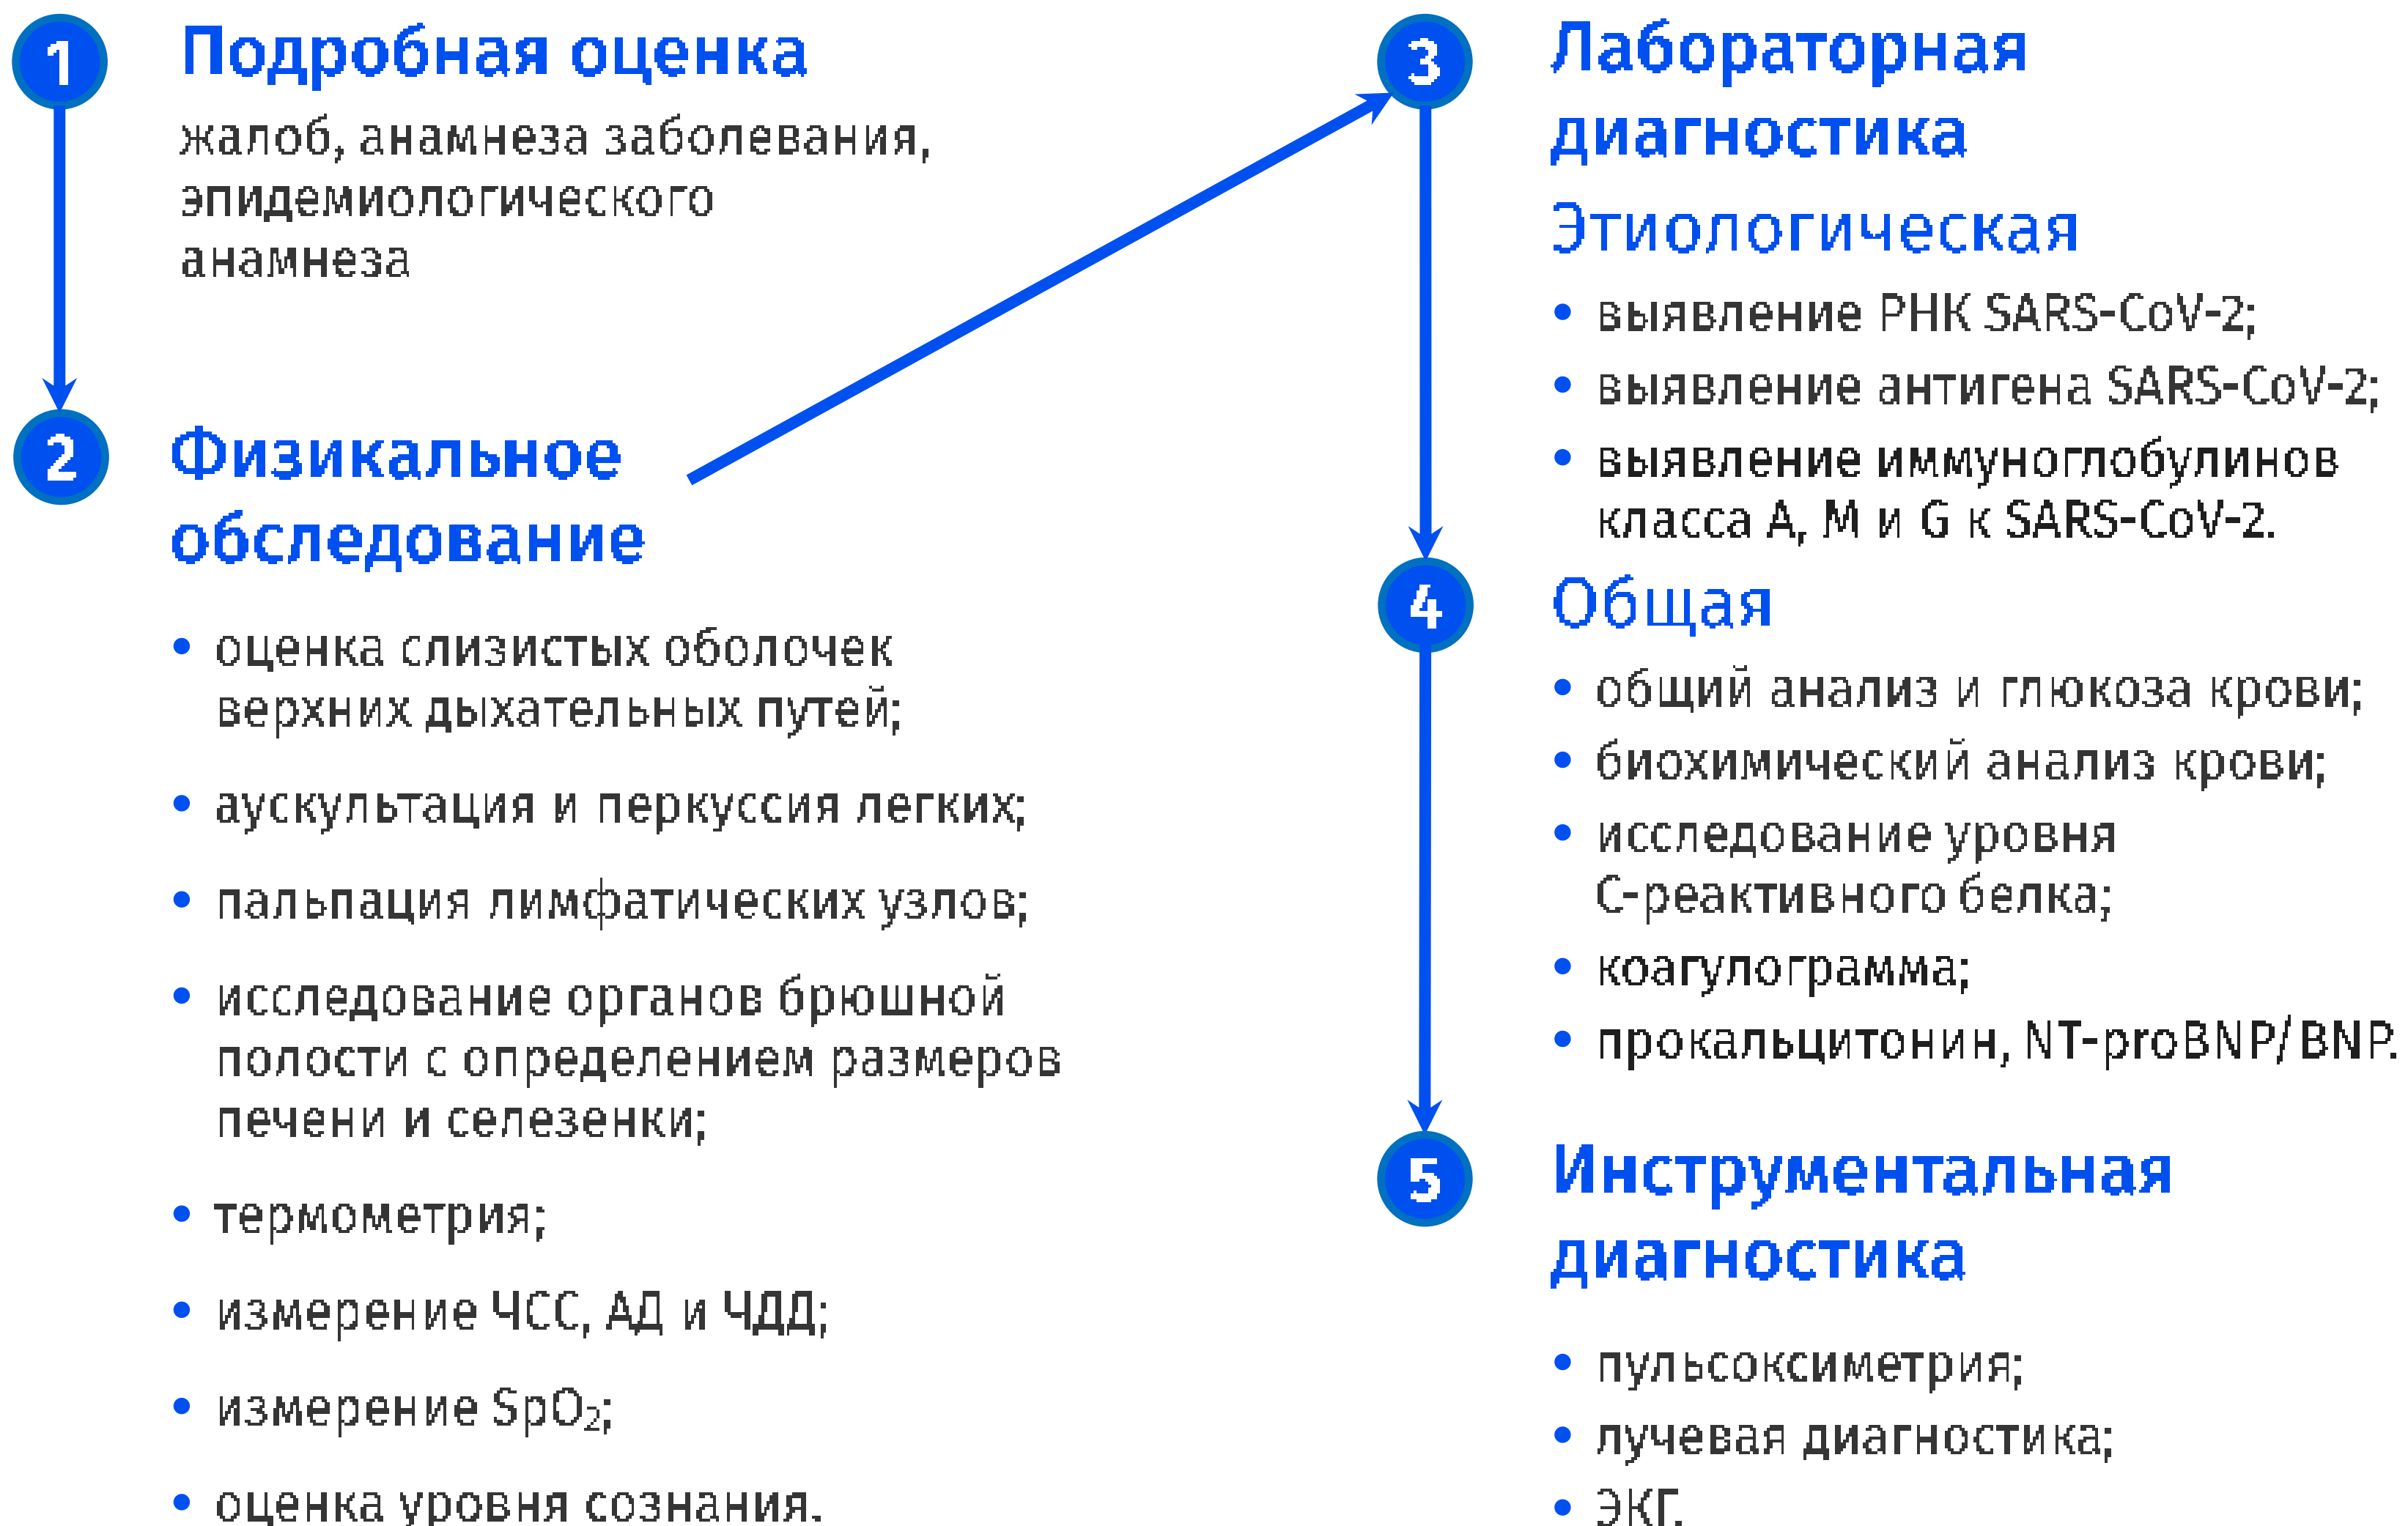 1
Подробная оценка
жалоб, анамнеза заболевания,
эпидемиологического
анамнеза
2
Физикальное
обследование
• оценка слизистых оболочек
верхних дыхательных путей;
• аускультация и перкуссия легких;
• пальпация лимфатических узлов;
• исследование органов брюшной
полости с определением размеров
печени и селезенки;
• термометрия;
• измерение ЧСС, АД и ЧДД;
• измерение SpO₂;
• оценка уровня сознания.
3
Лабораторная
диагностика
Этиологическая
• выявление РНК SARS-CoV-2;
• выявление антигена SARS-CoV-2;
• выявление иммуноглобулинов
класса А, М и G к SARS-CoV-2.
4
Общая
• общий анализ и глюкоза крови;
• биохимический анализ крови;
• исследование уровня
С-реактивного белка;
• коагулограмма;
• прокальцитонин, NT-proBNP/BNP.
5
Инструментальная
диагностика
• пульсоксиметрия;
• лучевая диагностика;
• ЭКГ.